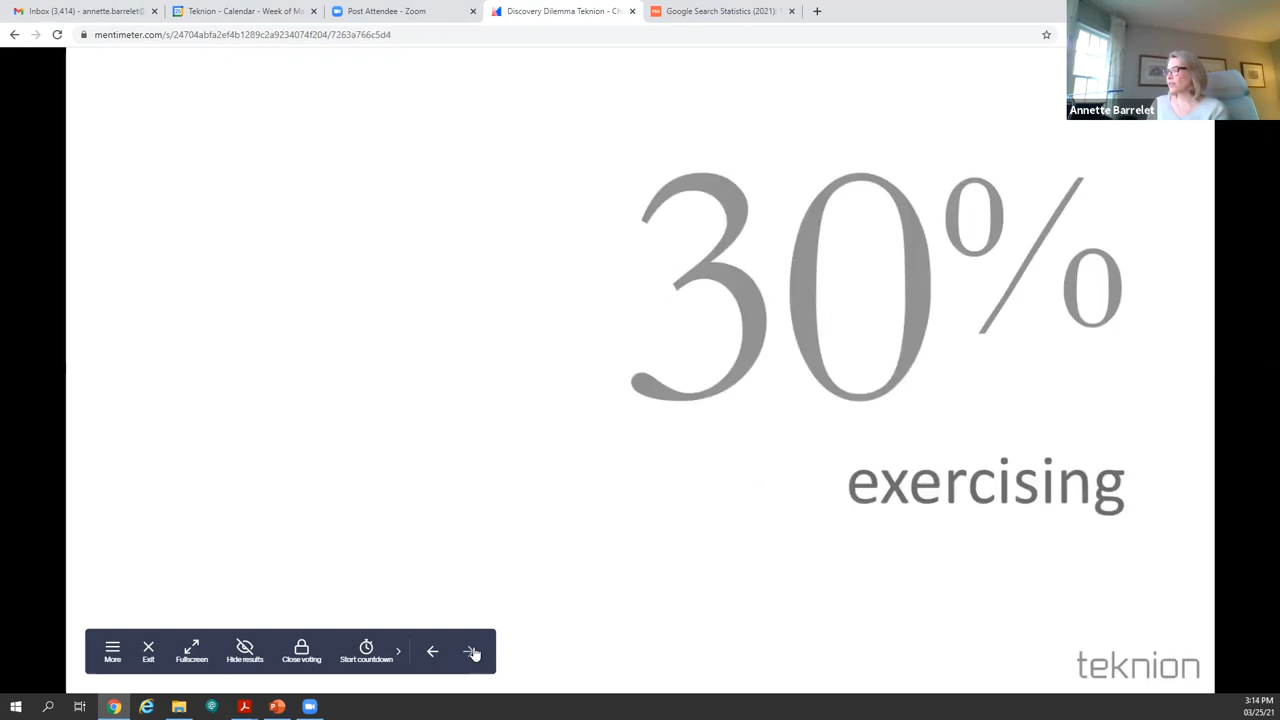 Inbox (3,414) - annette.barrelet@
Teknion - Calendar - Week of Ma
Post Attendee - Zoom
Discovery Dilemma Teknion - Ch
Google Search Statistics (2021):
mentimeter.com/s/24704abfa2ef4b1289c2a9234074f204/7263a766c5d4
Annette Barrelet
30%
exercising
More
Exit
Fullscreen
Hide results
Close voting
Start countdown
teknion
3:14 PM
03/25/21